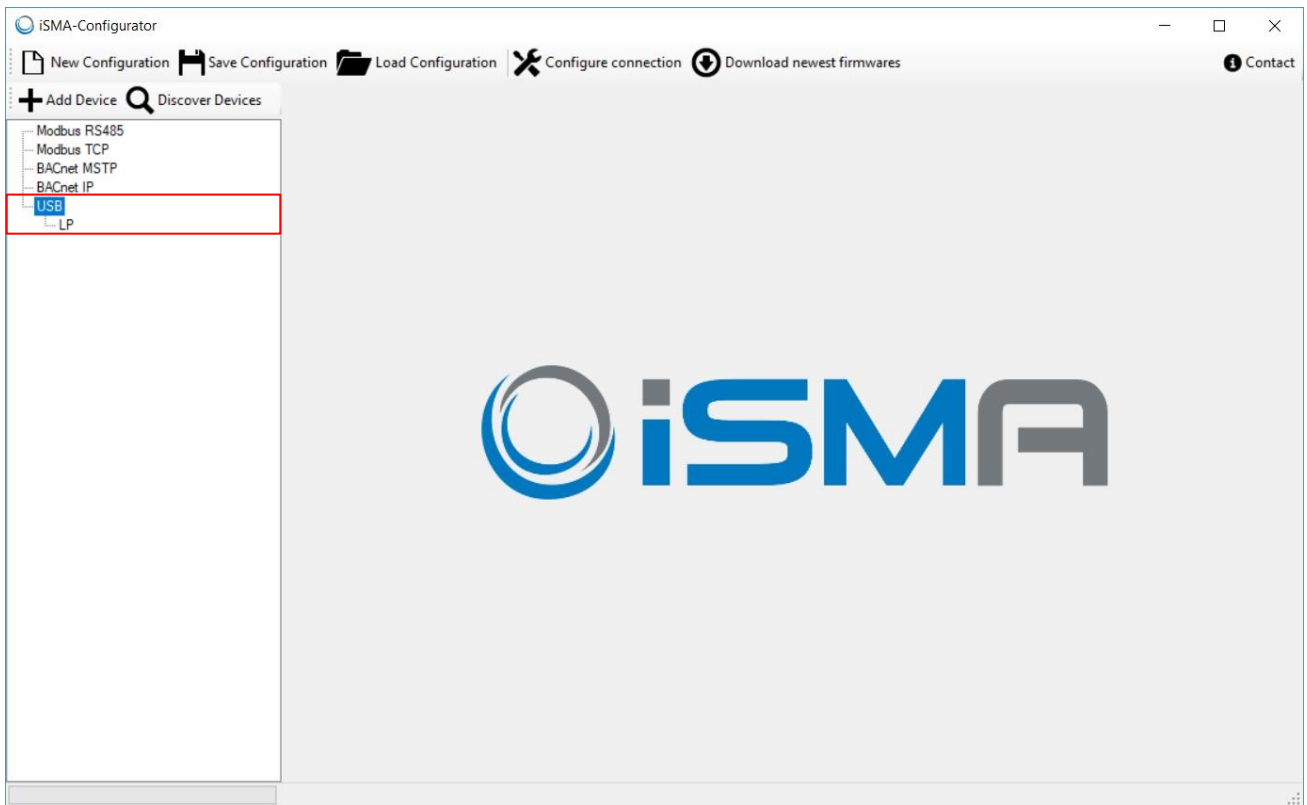 iSMA-Configurator
New Configuration Save Configuration Load Configuration Configure connection Download newest firmwares Contact
Add Device Discover Devices
Modbus RS485
Modbus TCP
BACnet MSTP
BACnet IP
USB
LP
iSMA